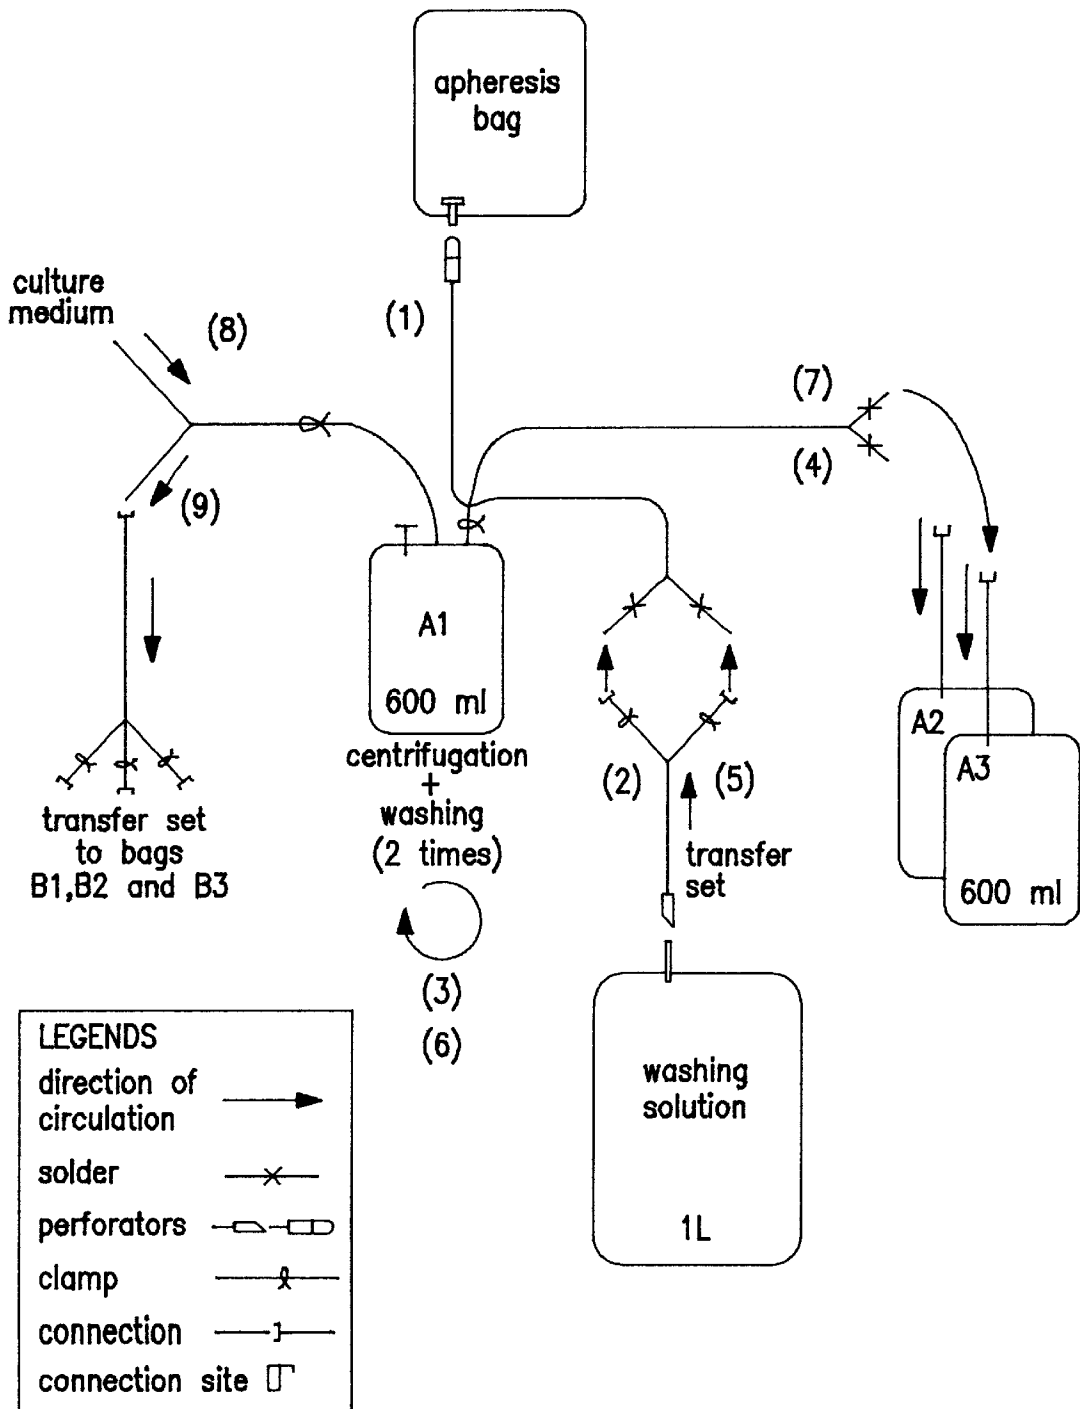 apheresis
bag
culture
medium
(8)
(1)
(7)
(4)
(9)
A1
600 ml
centrifugation
+
washing
(2 times)
(3)
(6)
(2)
(5)
transfer
set
A2
A3
600 ml
transfer set
to bags
B1,B2 and B3
washing
solution
1L
LEGENDS
direction of
circulation
solder
perforators
clamp
connection
connection site